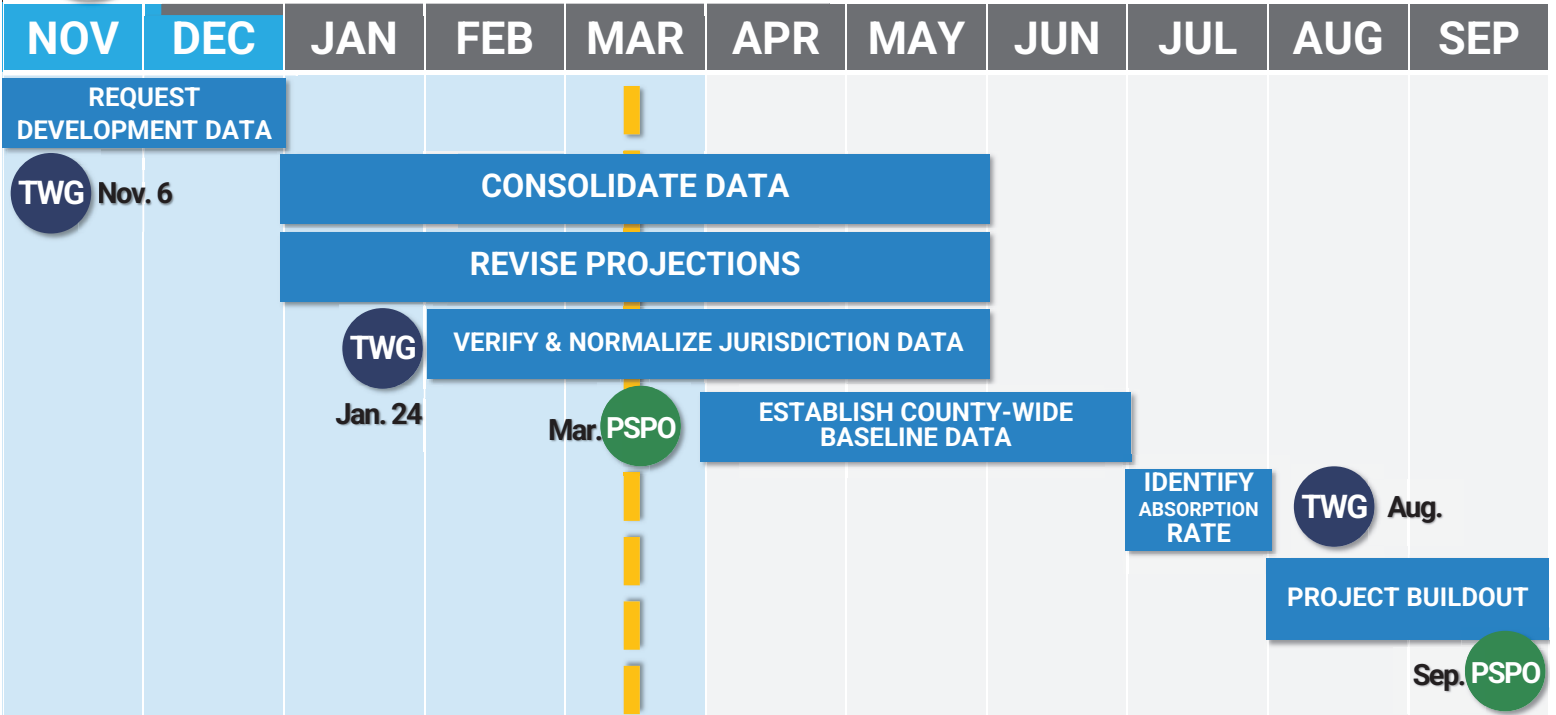 NOV DEC JAN FEB MAR APR MAY JUN JUL AUG SEP
REQUEST
DEVELOPMENT DATA
TWG Nov. 6
CONSOLIDATE DATA
REVISE PROJECTIONS
TWG
Jan. 24
VERIFY & NORMALIZE JURISDICTION DATA
Mar. PSPO
ESTABLISH COUNTY-WIDE
BASELINE DATA
IDENTIFY
ABSORPTION
RATE
TWG Aug.
PROJECT BUILDOUT
Sep. PSPO